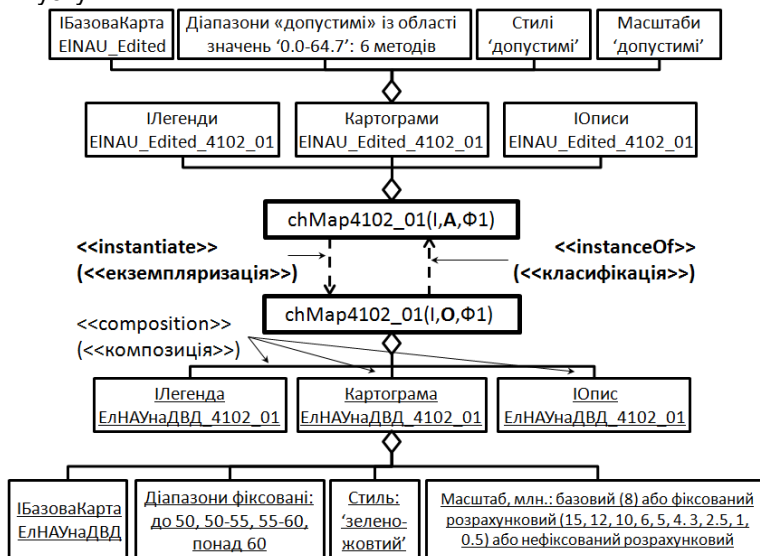 ІБазоваКарта
ElNAU_Edited
Діапазони «допустимі» із області
значень ‘0.0-64.7’: 6 методів
Стилі
‘допустимі’
Масштаби
‘допустимі’
ІЛегенди
ElNAU_Edited_4102_01
Картограми
ElNAU_Edited_4102_01
ІОписи
ElNAU_Edited_4102_01
chMap4102_01(І,А,Ф1)
<<instantiate>>
(<<екземпляризація>>)
<<instanceOf>>
(<<класифікація>>)
chMap4102_01(І,О,Ф1)
<<composition>>
(<<композиція>>)
ІЛегенда
ЕлНАУнаДВД_4102_01
Картограма
ЕлНАУнаДВД_4102_01
ІОпис
ЕлНАУнаДВД_4102_01
ІБазоваКарта
ЕлНАУнаДВД
Діапазони фіксовані:
до 50, 50-55, 55-60,
понад 60
Стиль:
‘зелено-
жовтий’
Масштаб, млн.: базовий (8) або фіксований
розрахунковий (15, 12, 10, 6, 5, 4. 3, 2.5, 1,
0.5) або нефіксований розрахунковий